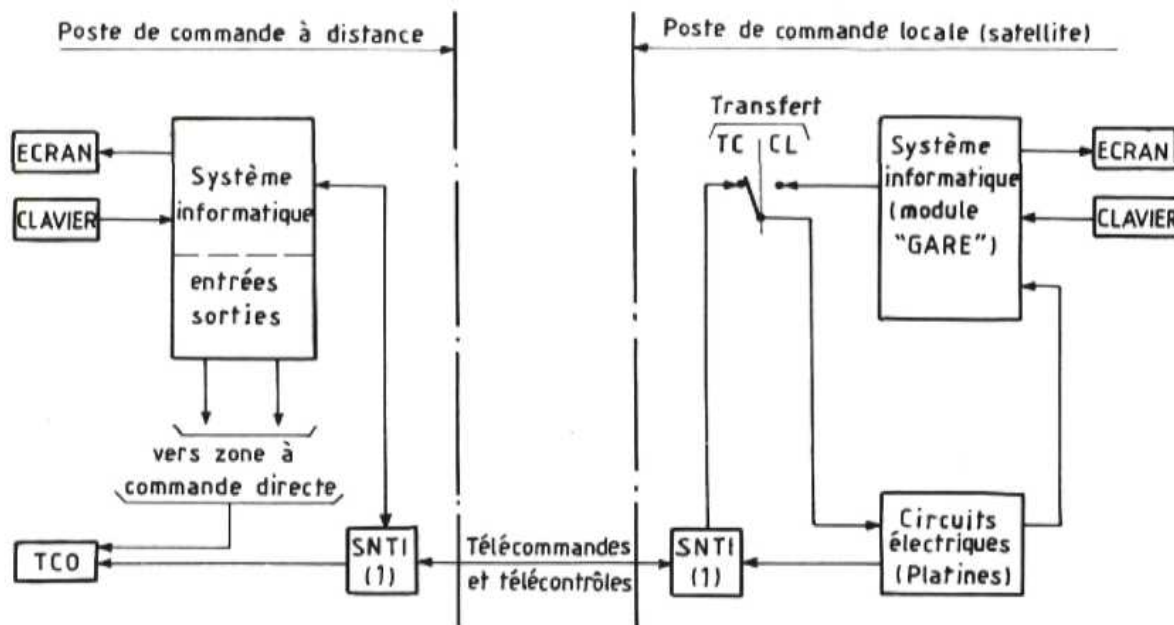 Poste de commande à distance
Poste de commande locale (satellite)
Transfert
TC CL
ECRAN
CLAVIER
Système
informatique
entrées
sorties
Système
informatique
(module
"GARE")
ECRAN
CLAVIER
vers zone à
commande directe
TCO
SNTI
(1)
Télécommandes
et télécontrôles
SNTI
(1)
Circuits
électriques
(Platines)